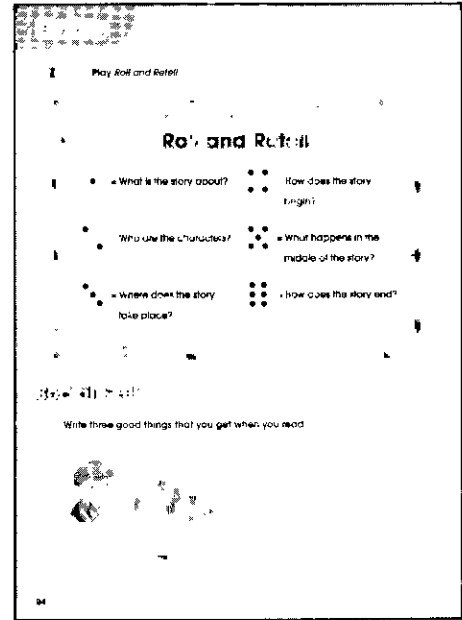 Play Roll and Retell
Roll and Retell
= What is the story about?
How does the story
begin?
Who are the characters?
= What happens in the
middle of the story?
= Where does the story
take place?
= How does the story end?
Write three good things that you get when you read
94